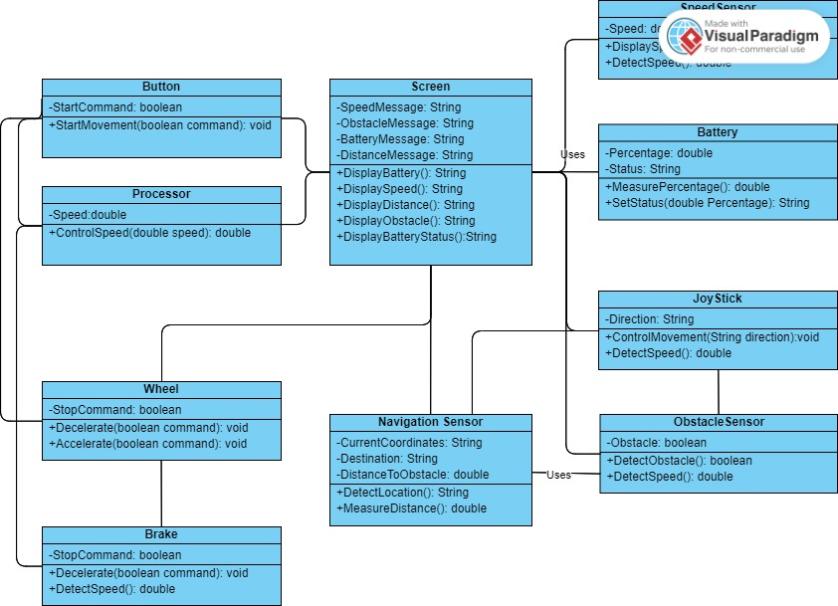 SpeedSensor
-Speed:
+DisplayS
+DetectSpeed(): double
Made with
VisualParadigm
For non-commercial use
Button
-StartCommand: boolean
+StartMovement(boolean command): void
Screen
-SpeedMessage: String
-ObstacleMessage: String
-BatteryMessage: String
-DistanceMessage: String
+DisplayBattery(): String
+DisplaySpeed(): String
+DisplayDistance(): String
+DisplayObstacle(): String
+DisplayBatteryStatus():String
Uses
Battery
-Percentage: double
-Status: String
+MeasurePercentage(): double
+SetStatus(double Percentage): String
Processor
-Speed:double
+ControlSpeed(double speed): double
JoyStick
-Direction: String
+ControlMovement(String direction):void
+DetectSpeed(): double
Wheel
-StopCommand: boolean
+Decelerate(boolean command): void
+Accelerate(boolean command): void
Navigation Sensor
-CurrentCoordinates: String
-Destination: String
-DistanceToObstacle: double
+DetectLocation(): String
+MeasureDistance(): double
Uses
ObstacleSensor
-Obstacle: boolean
+DetectObstacle(): boolean
+DetectSpeed(): double
Brake
-StopCommand: boolean
+Decelerate(boolean command): void
+DetectSpeed(): double